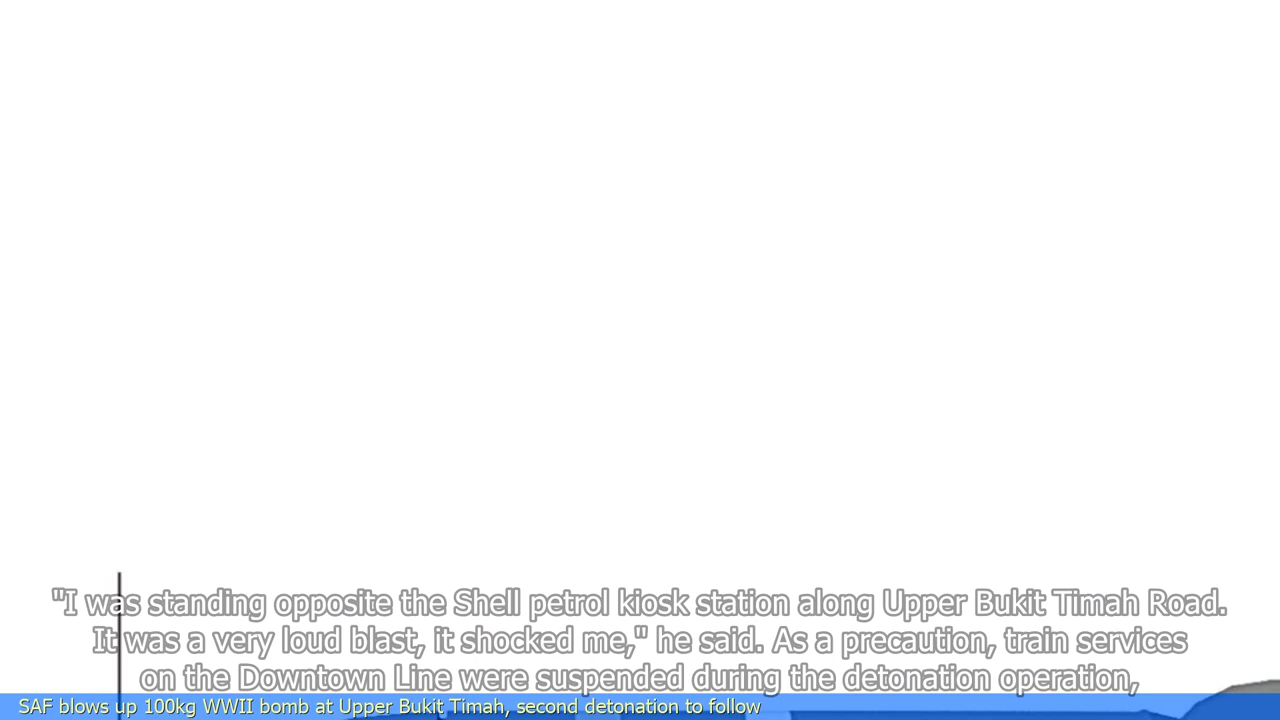 "I was standing opposite the Shell petrol kiosk station along Upper Bukit Timah Road.
It was a very loud blast, it shocked me," he said. As a precaution, train services
on the Downtown Line were suspended during the detonation operation,
SAF blows up 100kg WWII bomb at Upper Bukit Timah, second detonation to follow